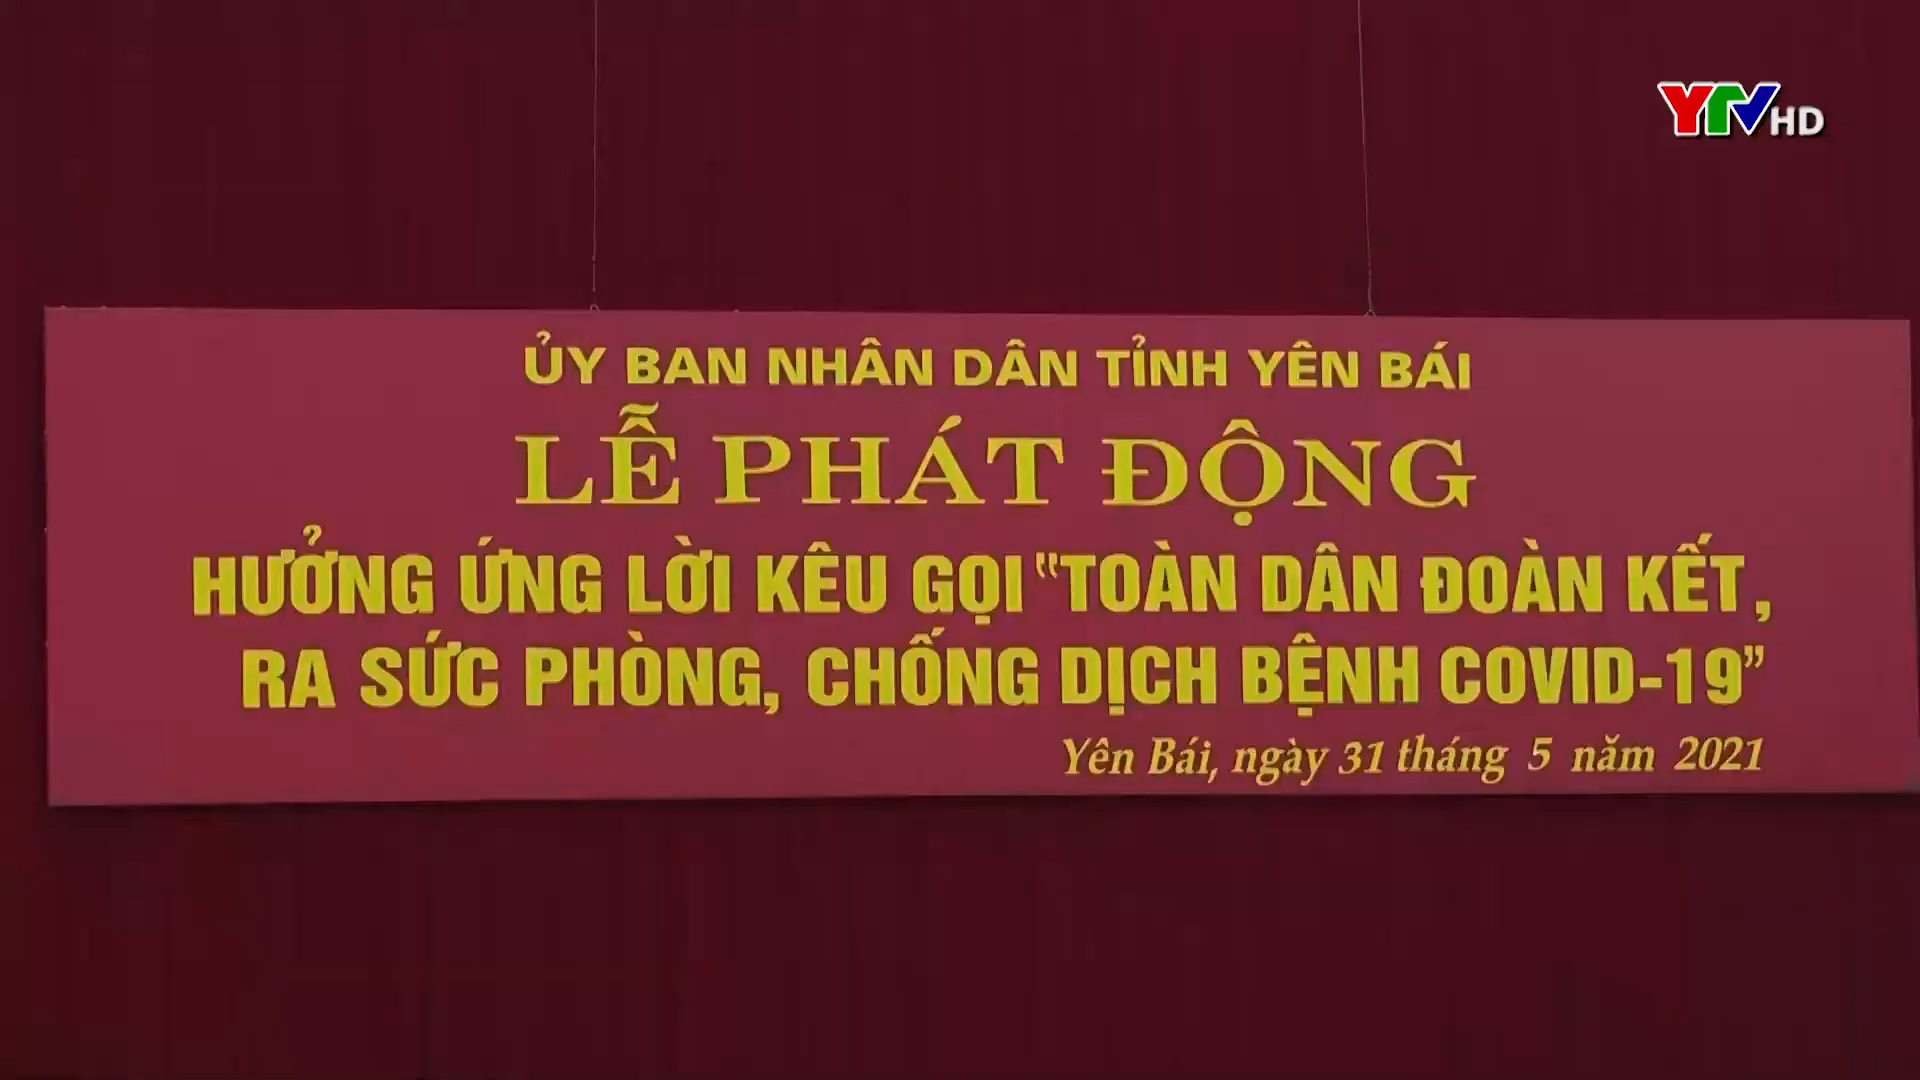 YTV HD
ỦY BAN NHÂN DÂN TỈNH YÊN BÁI
LỄ PHÁT ĐỘNG
HƯỞNG ỨNG LỜI KÊU GỌI "TOÀN DÂN ĐOÀN KẾT,
RA SỨC PHÒNG, CHỐNG DỊCH BỆNH COVID-19”
Yên Bái, ngày 31 tháng 5 năm 2021